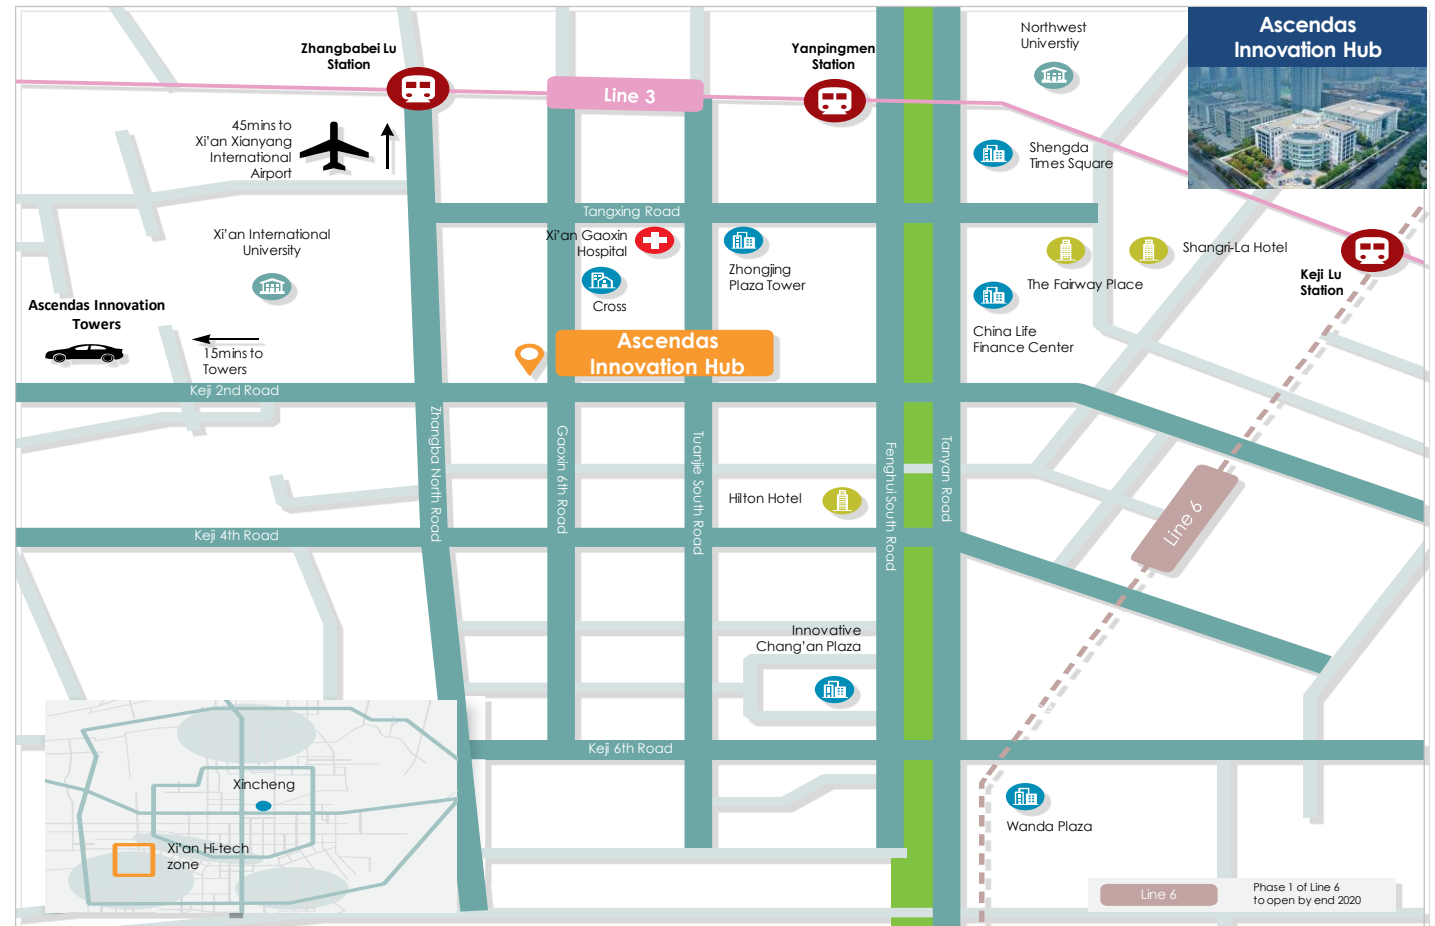 Ascendas
Innovation Hub
Northwest
Universtiy
Zhangbabei Lu
Station
Yanpingmen
Station
Line 3
45mins to
Xi'an Xianyang
International
Airport
Shengda
Times Square
Tangxing Road
Xi'an International
University
Xi'an Gaoxin
Hospital
Cross
Zhongjing
Plaza Tower
The Fairway Place
Shangri-La Hotel
Keji Lu
Station
China Life
Finance Center
Ascendas Innovation
Towers
15mins to
Towers
Ascendas
Innovation Hub
Keji 2nd Road
Zhangba North Road
Gaoxin 6th Road
Tuanjie South Road
Fenghui South Road
Tanyan Road
Hilton Hotel
Line 6
Keji 4th Road
Innovative
Chang'an Plaza
Keji 6th Road
Wanda Plaza
Xincheng
Xi'an Hi-tech
zone
Line 6
Phase 1 of Line 6
to open by end 2020